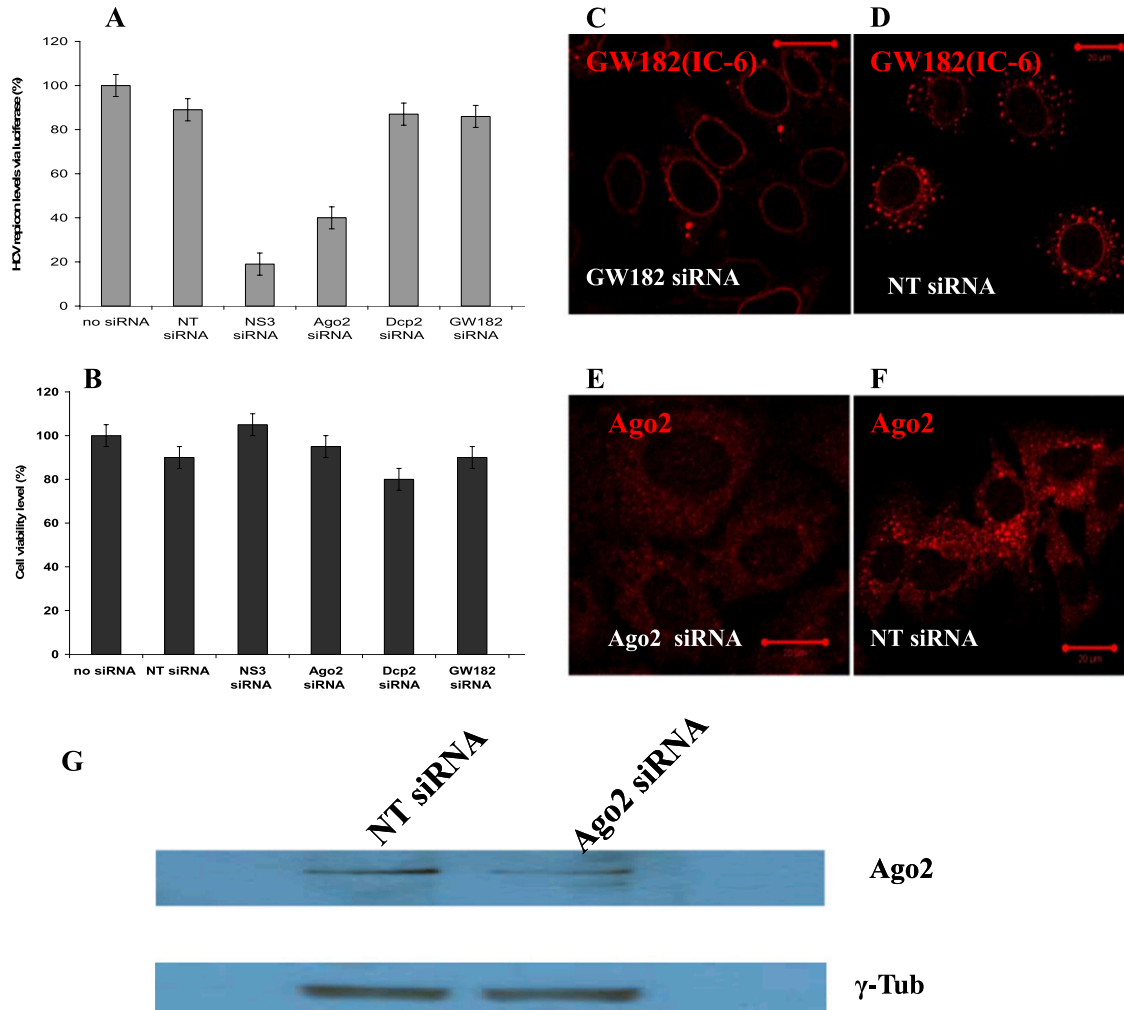 A
HCV repicon levels via luciferase (%)
120
100
80
60
40
20
0
no siRNA
NT siRNA
NS3 siRNA
Ago2 siRNA
Dcp2 siRNA
GW182 siRNA
B
Cell viability level (%)
120
100
80
60
40
20
0
no siRNA
NT siRNA
NS3 siRNA
Ago2 siRNA
Dcp2 siRNA
GW182 siRNA
C
GW182(IC-6)
GW182 siRNA
D
20 µm
GW182(IC-6)
NT siRNA
E
Ago2
Ago2 siRNA
20 µm
F
Ago2
NT siRNA
20 µm
G
NT siRNA
Ago2 siRNA
Ago2
γ-Tub